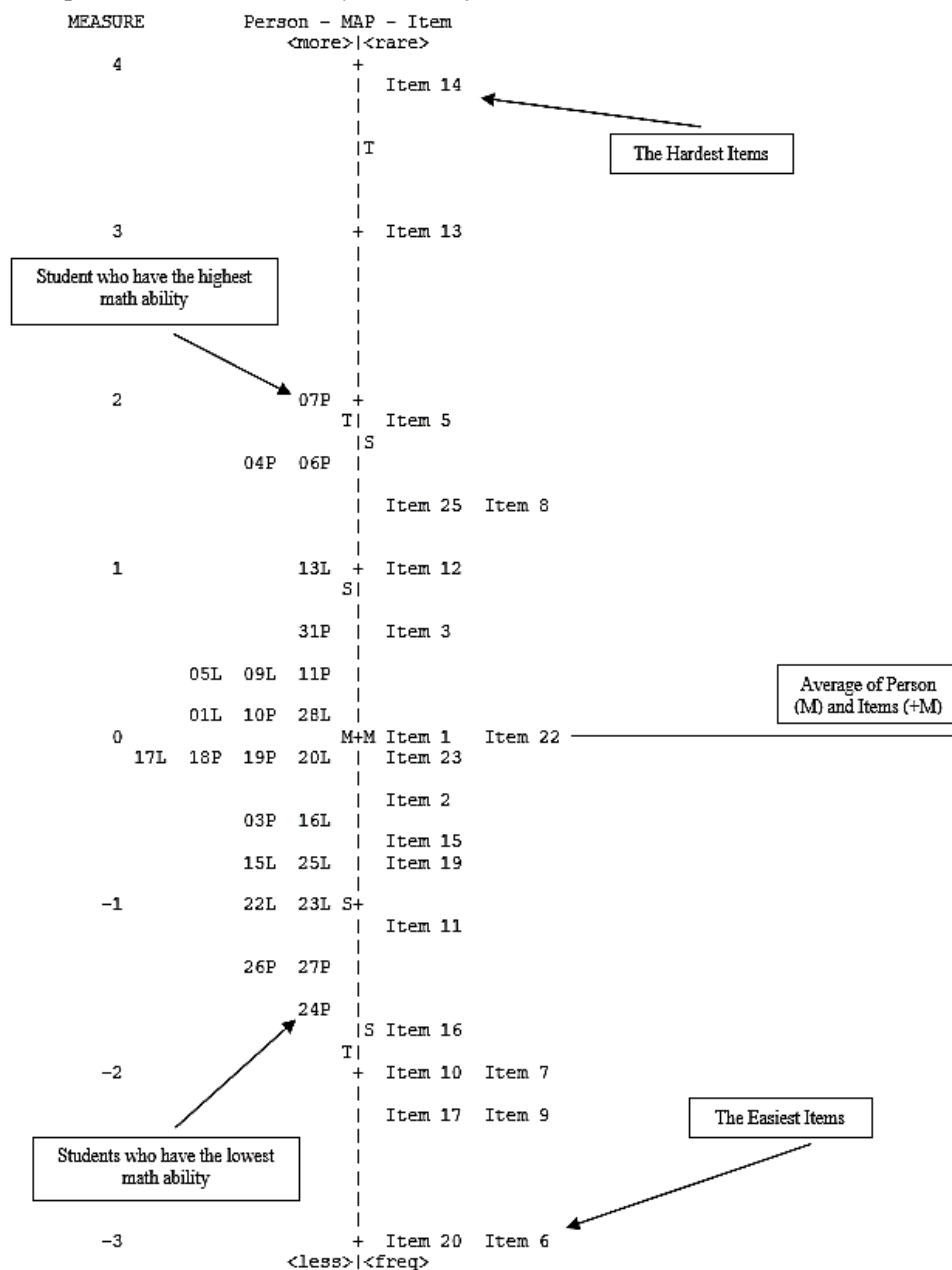 MEASURE Person - MAP - Item
<more>|<rare>
4 +
| Item 14
The Hardest Items
|T
3 + Item 13
Student who have the highest
math ability
2 07P +
T| Item 5
|S
04P 06P |
| Item 25 Item 8
1 13L + Item 12
S|
31P | Item 3
05L 09L 11P |
Average of Person
(M) and Items (+M)
01L 10P 28L |
0 M+M Item 1 Item 22
17L 18P 19P 20L | Item 23
| Item 2
03P 16L |
| Item 15
15L 25L | Item 19
-1 22L 23L S+
| Item 11
26P 27P |
24P |
|S Item 16
T|
-2 + Item 10 Item 7
| Item 17 Item 9
The Easiest Items
Students who have the lowest
math ability
-3 + Item 20 Item 6
<less>|<freq>